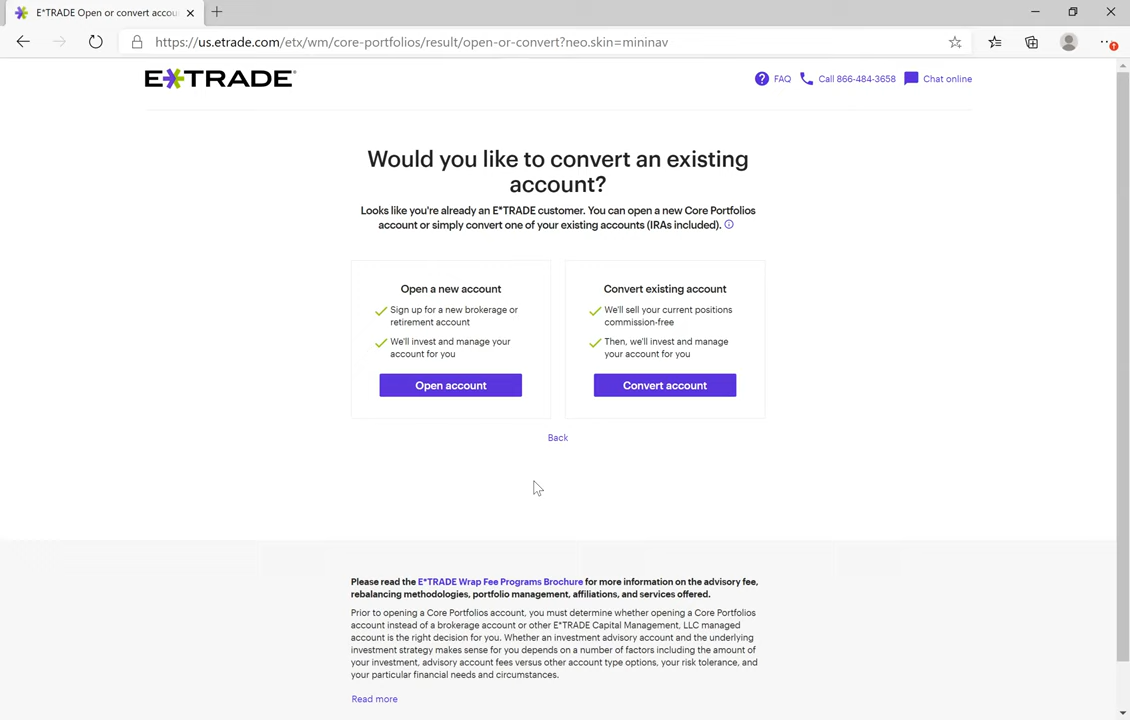 E*TRADE Open or convert accou
https://us.etrade.com/etx/wm/core-portfolios/result/open-or-convert?neo.skin=mininav
E*TRADE
FAQ
Call 866-484-3658
Chat online
Would you like to convert an existing
account?
Looks like you're already an E*TRADE customer. You can open a new Core Portfolios
account or simply convert one of your existing accounts (IRAs included).
Open a new account
Sign up for a new brokerage or
retirement account
We'll invest and manage your
account for you
Open account
Convert existing account
We'll sell your current positions
commission-free
Then, we'll invest and manage
your account for you
Convert account
Back
Please read the E*TRADE Wrap Fee Programs Brochure for more information on the advisory fee,
rebalancing methodologies, portfolio management, affiliations, and services offered.
Prior to opening a Core Portfolios account, you must determine whether opening a Core Portfolios
account instead of a brokerage account or other E*TRADE Capital Management, LLC managed
account is the right decision for you. Whether an investment advisory account and the underlying
investment strategy makes sense for you depends on a number of factors including the amount of
your investment, advisory account fees versus other account type options, your risk tolerance, and
your particular financial needs and circumstances.
Read more